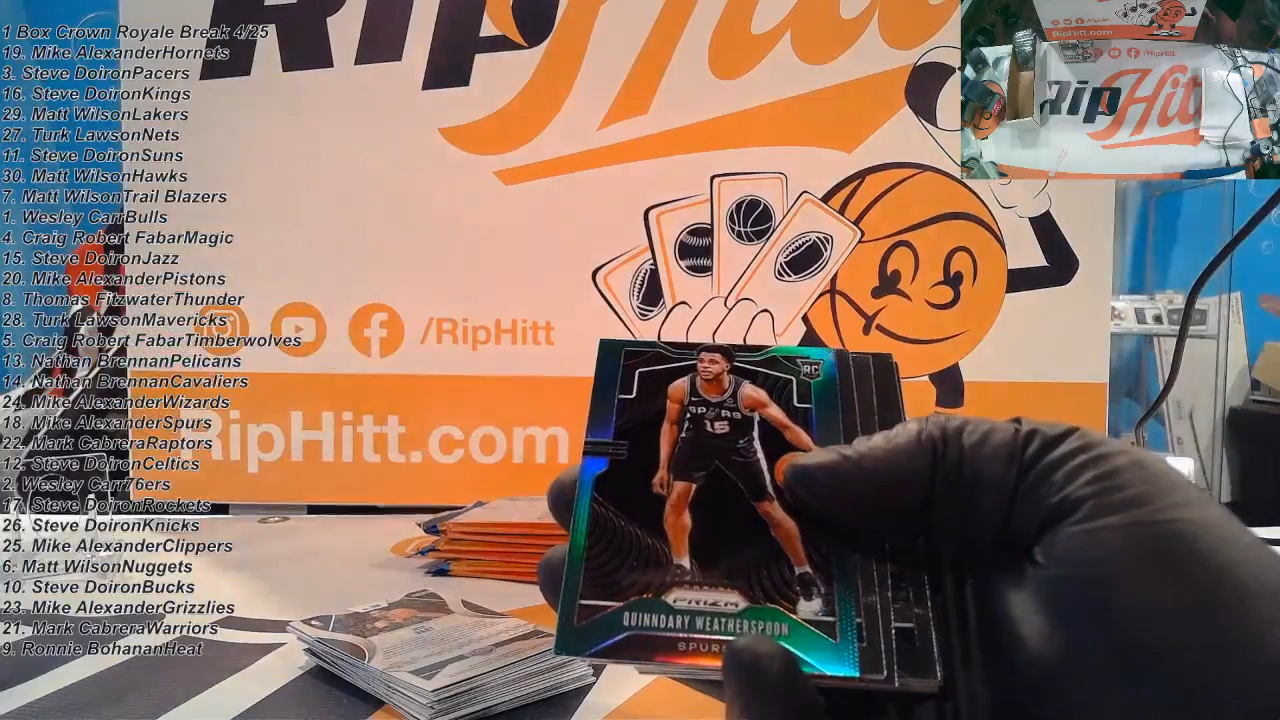 1 Box Crown Royale Break 4/25
19. Mike AlexanderHornets
3. Steve DoironPacers
16. Steve DoironKings
29. Matt WilsonLakers
27. Turk LawsonNets
11. Steve DoironSuns
30. Matt WilsonHawks
7. Matt WilsonTrail Blazers
1. Wesley CarrBulls
4. Craig Robert FabarMagic
15. Steve DoironJazz
20. Mike AlexanderPistons
8. Thomas FitzwaterThunder
28. Turk LawsonMavericks
5. Craig Robert FabarTimberwolves
13. Nathan BrennanPelicans
14. Nathan BrennanCavaliers
24. Mike AlexanderWizards
18. Mike AlexanderSpurs
22. Mark CabreraRaptors
12. Steve DoironCeltics
2. Wesley Carr76ers
17. Steve DoironRockets
26. Steve DoironKnicks
25. Mike AlexanderClippers
6. Matt WilsonNuggets
10. Steve DoironBucks
23. Mike AlexanderGrizzlies
21. Mark CabreraWarriors
9. Ronnie BohananHeat
RipHitt
/RipHitt
RipHitt.com
RC
SPURS
15
PRIZM
QUINNDARY WEATHERSPOON
SPURS
RipHitt.com
/RipHitt
RipHitt